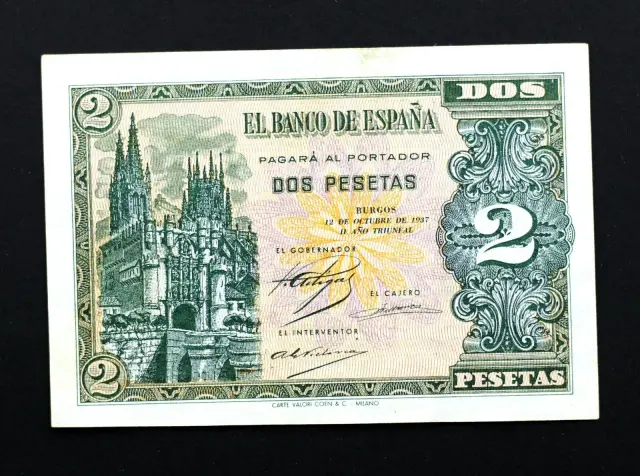 2
DOS
EL BANCO DE ESPAÑA
PAGARÁ AL PORTADOR
DOS PESETAS
BURGOS
12 DE OCTUBRE DE 1937
II AÑO TRIUNFAL
EL GOBERNADOR
2
EL CAJERO
EL INTERVENTOR
2
PESETAS
CARTE VALORI COEN & C. - MILANO